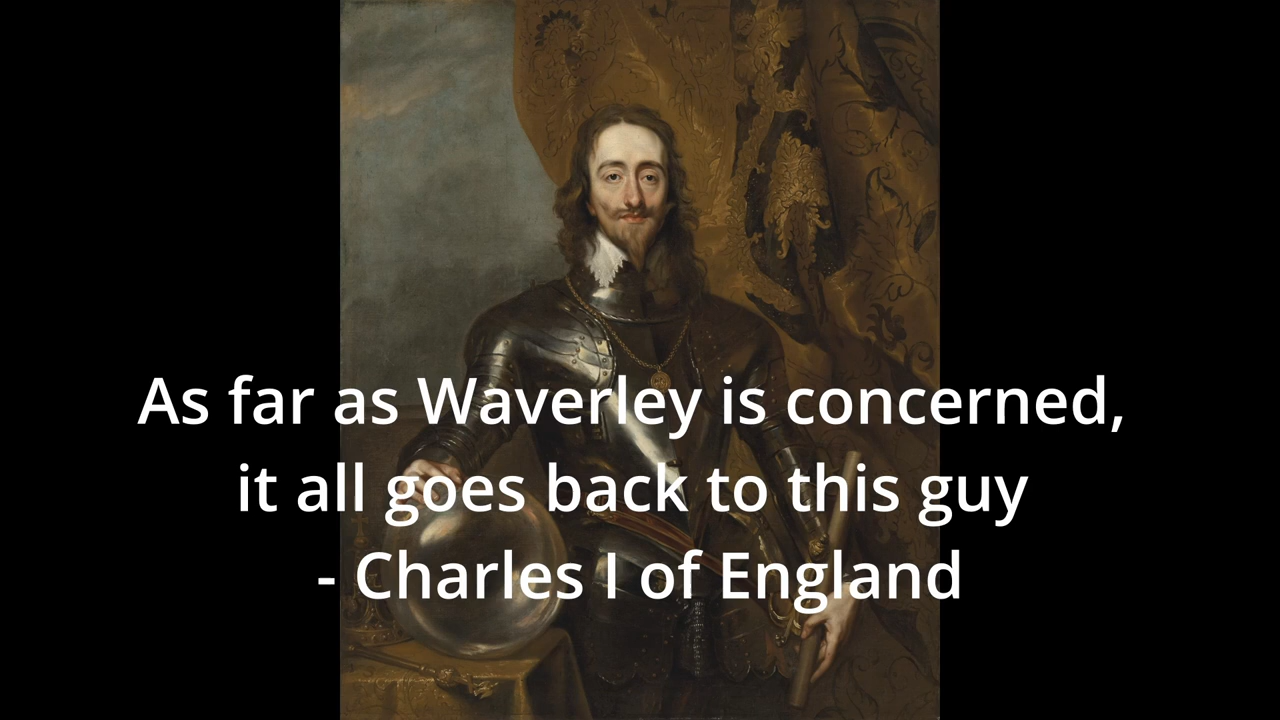 As far as Waverley is concerned,
it all goes back to this guy
- Charles I of England